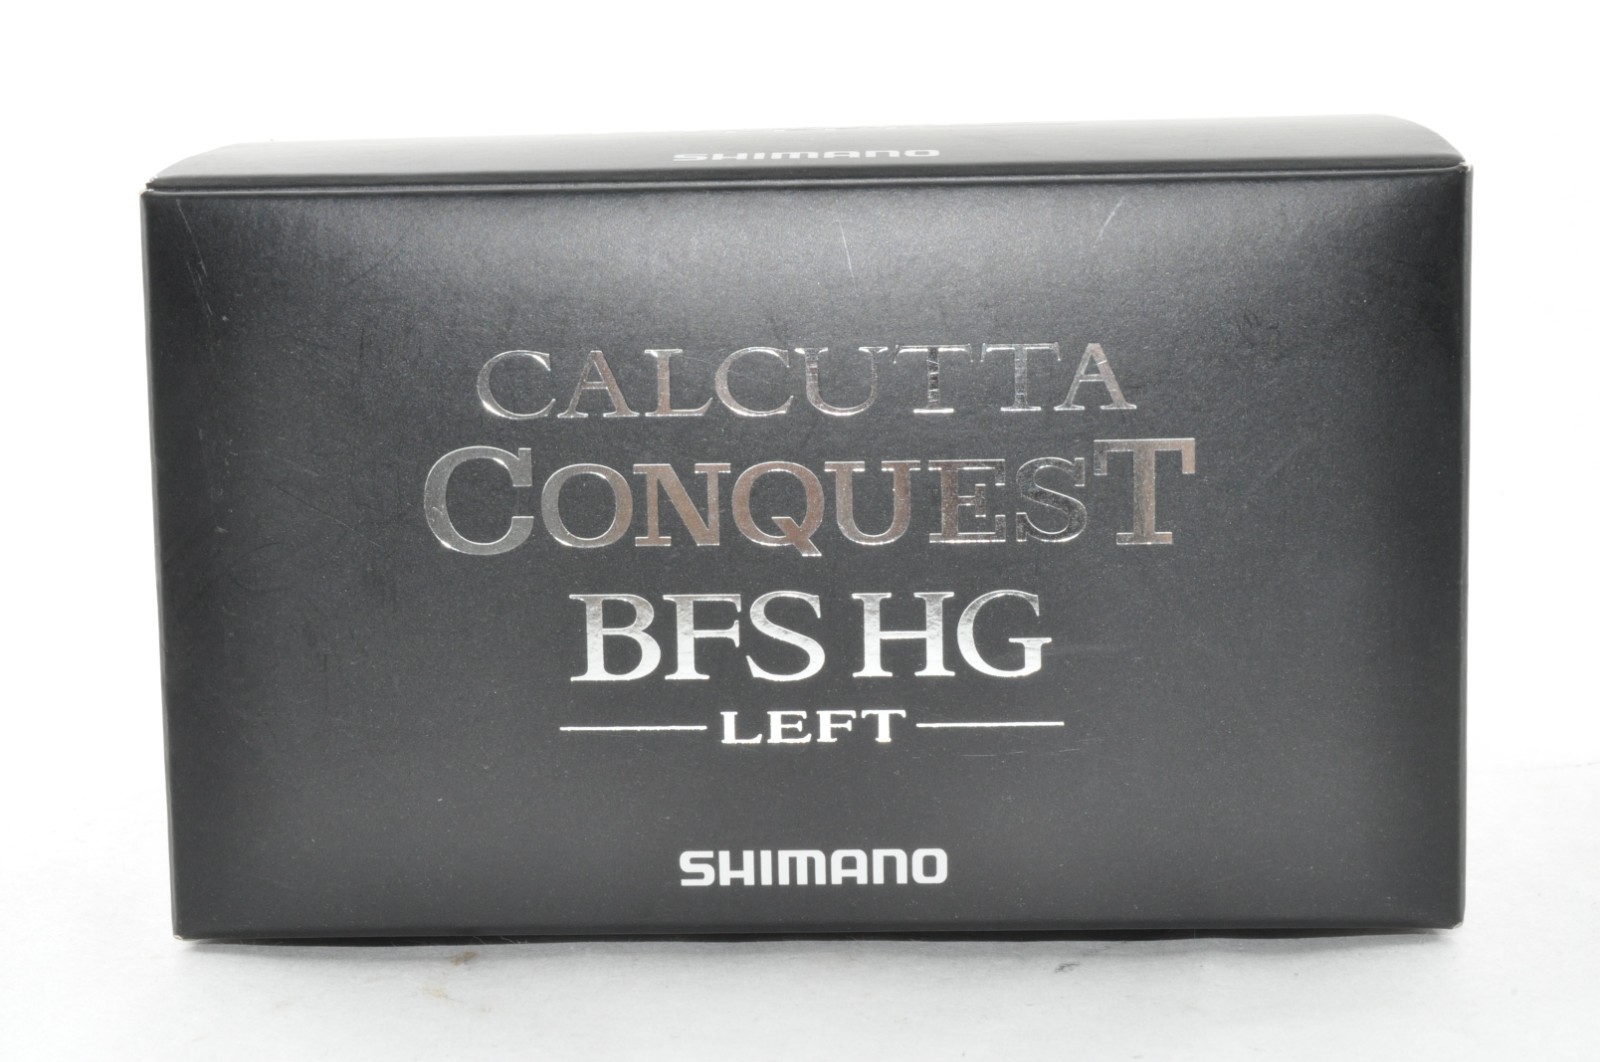 SHIMANO
CALCUTTA
CONQUEST
BFS HG
LEFT
SHIMANO